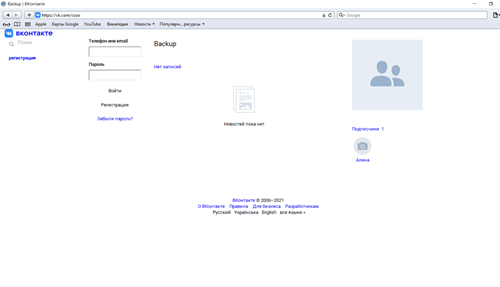 Backup | ВКонтакте
https://vk.com/csssr
Google
Apple Карты Google YouTube Википедия Новости Популярн... ресурсы
вконтакте
Поиск
регистрация
Телефон или email
Пароль
Войти
Регистрация
Забыли пароль?
Backup
Нет записей
Новостей пока нет
Подписчики 1
Алена
ВКонтакте © 2006–2021
О ВКонтакте Правила Для бизнеса Разработчикам
Русский Українська English все языки »